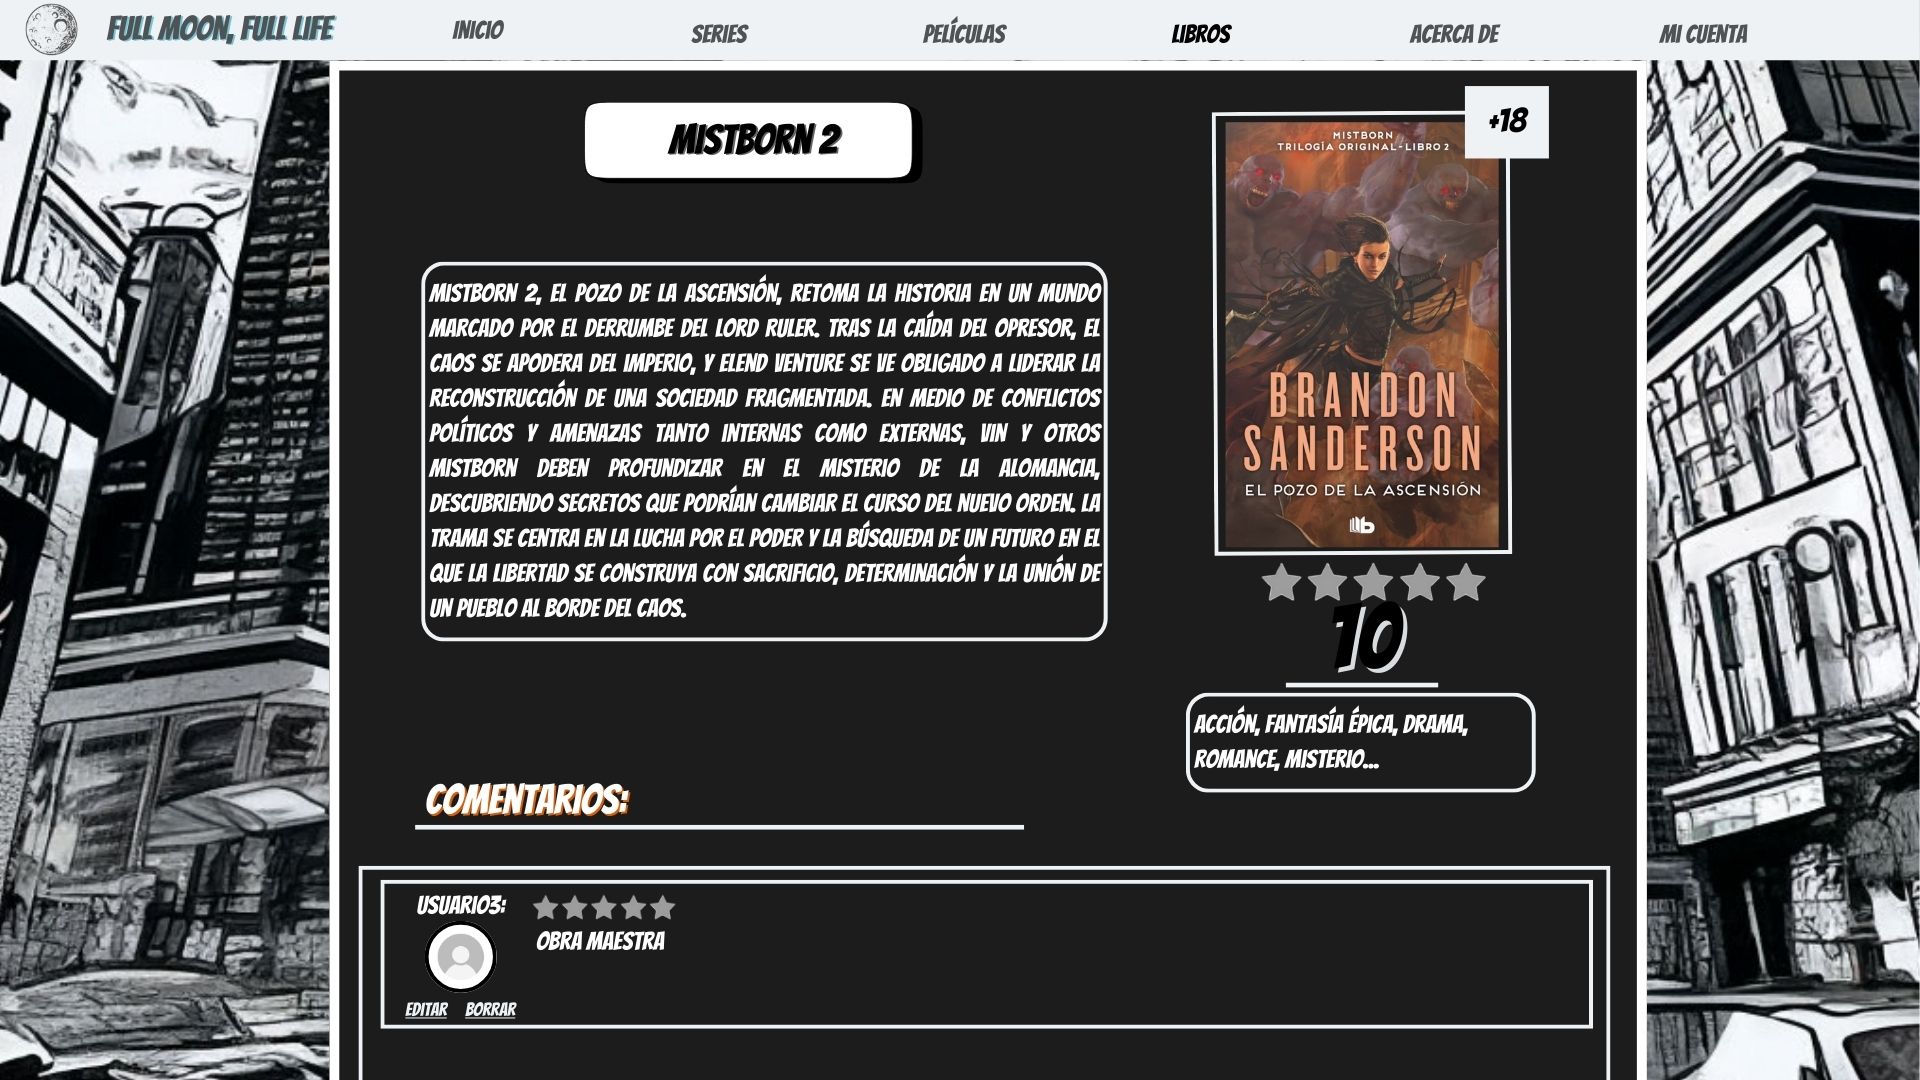 FULL MOON, FULL LIFE
INICIO
SERIES
PELÍCULAS
LIBROS
ACERCA DE
MI CUENTA
MISTBORN 2
+18
MISTBORN
TRILOGÍA ORIGINAL-LIBRO 2
BRANDON
SANDERSON
EL POZO DE LA ASCENSIÓN
MISTBORN 2, EL POZO DE LA ASCENSIÓN, RETOMA LA HISTORIA EN UN MUNDO
MARCADO POR EL DERRUMBE DEL LORD RULER. TRAS LA CAÍDA DEL OPRESOR, EL
CAOS SE APODERA DEL IMPERIO, Y ELEND VENTURE SE VE OBLIGADO A LIDERAR LA
RECONSTRUCCIÓN DE UNA SOCIEDAD FRAGMENTADA. EN MEDIO DE CONFLICTOS
POLÍTICOS Y AMENAZAS TANTO INTERNAS COMO EXTERNAS, VIN Y OTROS
MISTBORN DEBEN PROFUNDIZAR EN EL MISTERIO DE LA ALOMANCIA,
DESCUBRIENDO SECRETOS QUE PODRÍAN CAMBIAR EL CURSO DEL NUEVO ORDEN. LA
TRAMA SE CENTRA EN LA LUCHA POR EL PODER Y LA BÚSQUEDA DE UN FUTURO EN EL
QUE LA LIBERTAD SE CONSTRUYA CON SACRIFICIO, DETERMINACIÓN Y LA UNIÓN DE
UN PUEBLO AL BORDE DEL CAOS.
10
ACCIÓN, FANTASÍA ÉPICA, DRAMA,
ROMANCE, MISTERIO...
COMENTARIOS:
USUARIO3:
OBRA MAESTRA
EDITAR BORRAR